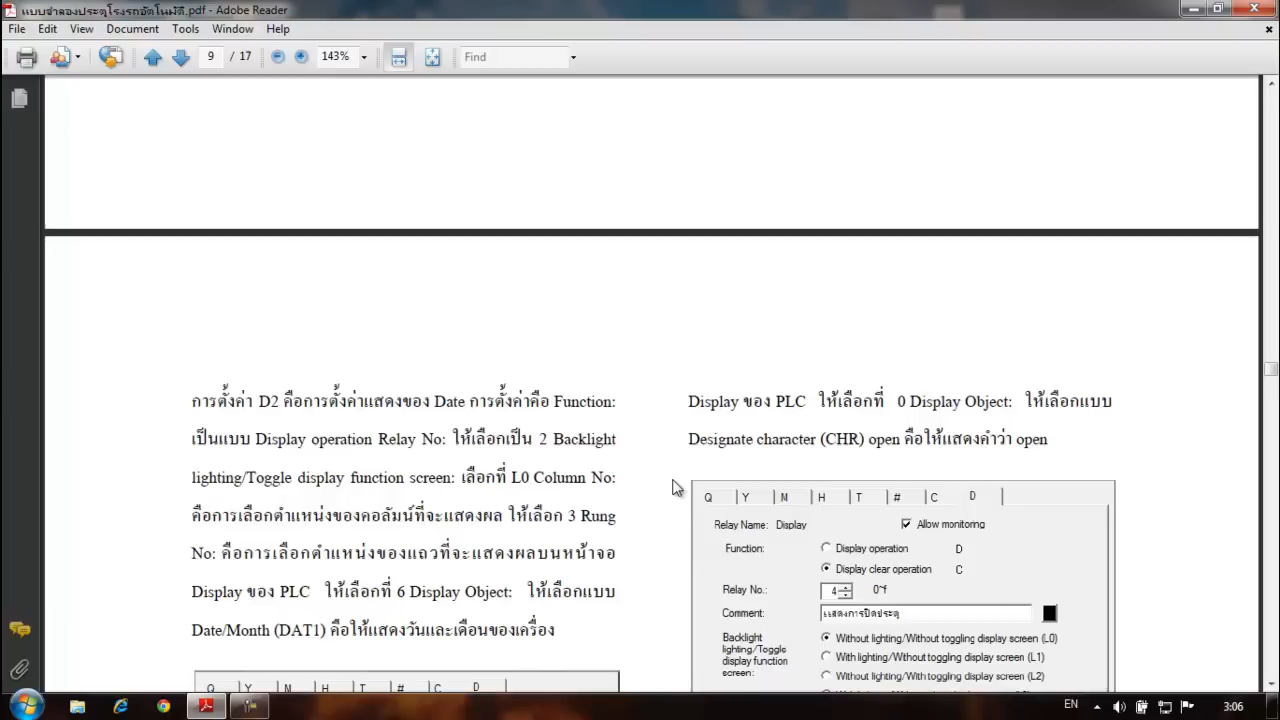 แบบจำลองประตูโรงรถอัตโนมัติ.pdf - Adobe Reader
File Edit View Document Tools Window Help
9 / 17 143% Find
การตั้งค่า D2 คือการตั้งค่าแสดงของ Date การตั้งค่าคือ Function:
เป็นแบบ Display operation Relay No: ให้เลือกเป็น 2 Backlight
lighting/Toggle display function screen: เลือกที่ L0 Column No:
คือการเลือกตำแหน่งของคอลัมน์ที่จะแสดงผล ให้เลือก 3 Rung
No: คือการเลือกตำแหน่งของแถวที่จะแสดงผลบนหน้าจอ
Display ของ PLC ให้เลือกที่ 6 Display Object: ให้เลือกแบบ
Date/Month (DAT1) คือให้แสดงวันและเดือนของเครื่อง
Q Y M H T # C D
Display ของ PLC ให้เลือกที่ 0 Display Object: ให้เลือกแบบ
Designate character (CHR) open คือให้แสดงคำว่า open
Q Y M H T # C D
Relay Name: Display Allow monitoring
Function: Display operation D
Display clear operation C
Relay No.: 4 0~f
Comment: แสดงการปิดประตู
Backlight
lighting/Toggle
display function
screen:
Without lighting/Without toggling display screen (L0)
With lighting/Without toggling display screen (L1)
Without lighting/With toggling display screen (L2)
EN 3:06